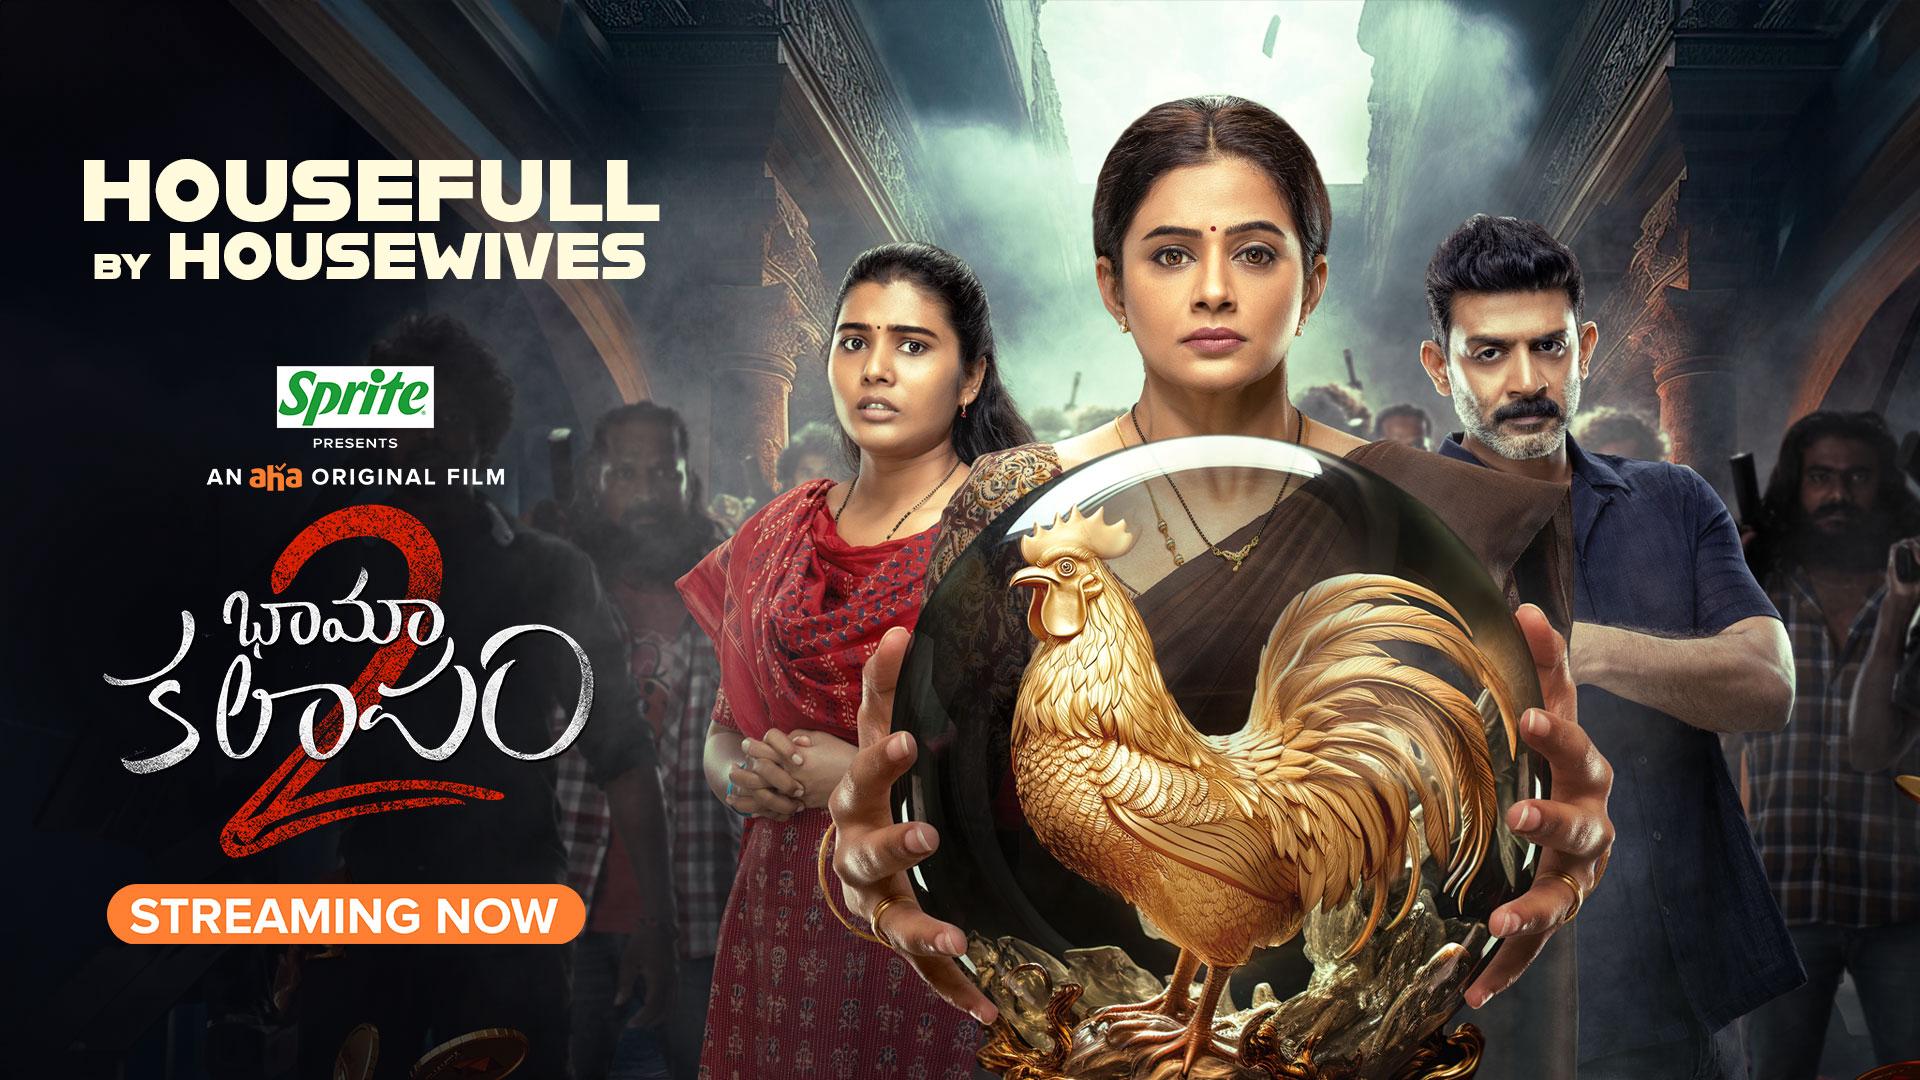 HOUSEFULL
BY HOUSEWIVES
Sprite
PRESENTS
AN aha ORIGINAL FILM
భామా
కలాపం
2
STREAMING NOW